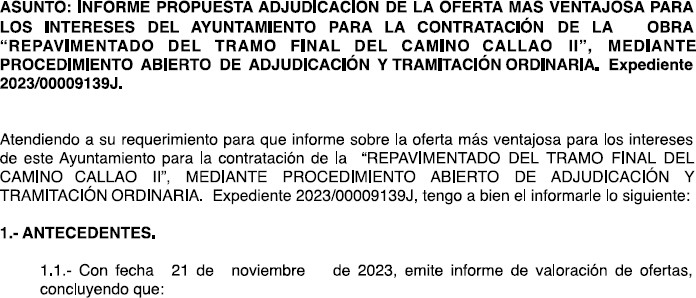 ASUNTO: INFORME PROPUESTA ADJUDICACIÓN DE LA OFERTA MAS VENTAJOSA PARA
LOS INTERESES DEL AYUNTAMIENTO PARA LA CONTRATACIÓN DE LA OBRA
“REPAVIMENTADO DEL TRAMO FINAL DEL CAMINO CALLAO II”, MEDIANTE
PROCEDIMIENTO ABIERTO DE ADJUDICACIÓN Y TRAMITACIÓN ORDINARIA. Expediente
2023/00009139J.
Atendiendo a su requerimiento para que informe sobre la oferta más ventajosa para los intereses
de este Ayuntamiento para la contratación de la “REPAVIMENTADO DEL TRAMO FINAL DEL
CAMINO CALLAO II”, MEDIANTE PROCEDIMIENTO ABIERTO DE ADJUDICACIÓN Y
TRAMITACIÓN ORDINARIA. Expediente 2023/00009139J, tengo a bien el informarle lo siguiente:
1.- ANTECEDENTES.
1.1.- Con fecha 21 de noviembre de 2023, emite informe de valoración de ofertas,
concluyendo que: